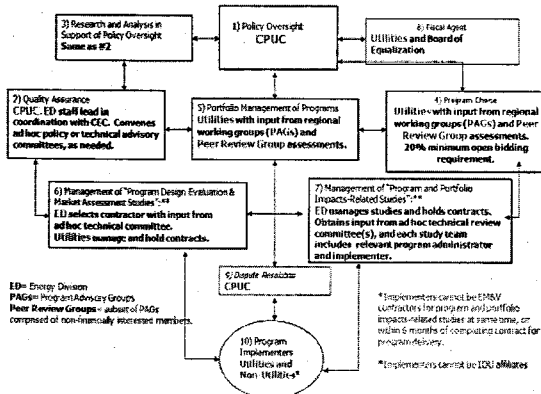 3) Research and Analysis in
Support of Policy Oversight
Same as #2
1) Policy Oversight
CPUC
8) Fiscal Agent
Utilities and Board of
Equalization
2) Quality Assurance
CPUC. ED staff lead in
coordination with CEC. Convenes
ad hoc policy or technical advisory
committees, as needed.
5) Portfolio Management of Programs
Utilities with input from regional
working groups (PAGs) and
Peer Review Group assessments.
4) Program Choice
Utilities with input from regional
working groups (PAGs) and Peer
Review Group assessments.
20% minimum open bidding
requirement.
6) Management of "Program Design Evaluation &
Market Assessment Studies":**
ED selects contractor with input from
ad hoc technical committee.
Utilities manage and hold contracts.
7) Management of "Program and Portfolio
Impacts-Related Studies":**
ED manages studies and holds contracts.
Obtains input from ad hoc technical review
committee(s), and each study team
includes relevant program administrator
and implementer.
9) Dispute Resolution
CPUC
ED= Energy Division
PAGs= Program Advisory Groups
Peer Review Groups= subset of PAGs
comprised of non-financially interested members.
10) Program
Implementers
Utilities and
Non-Utilities*
*Implementers cannot be EM&V
contractors for program and portfolio
impacts-related studies at same time, or
within 6 months of computing contract for
program delivery.
*Implementers cannot be IOU affiliates